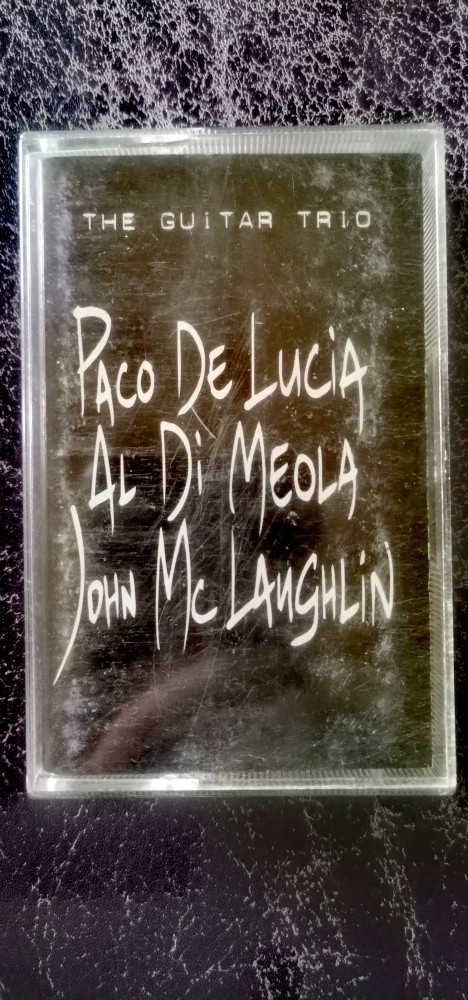 THE GUiTAR TRIO
PACO DE LUCiA
AL Di MEOLA
JOHN Mc LAUGHLiN